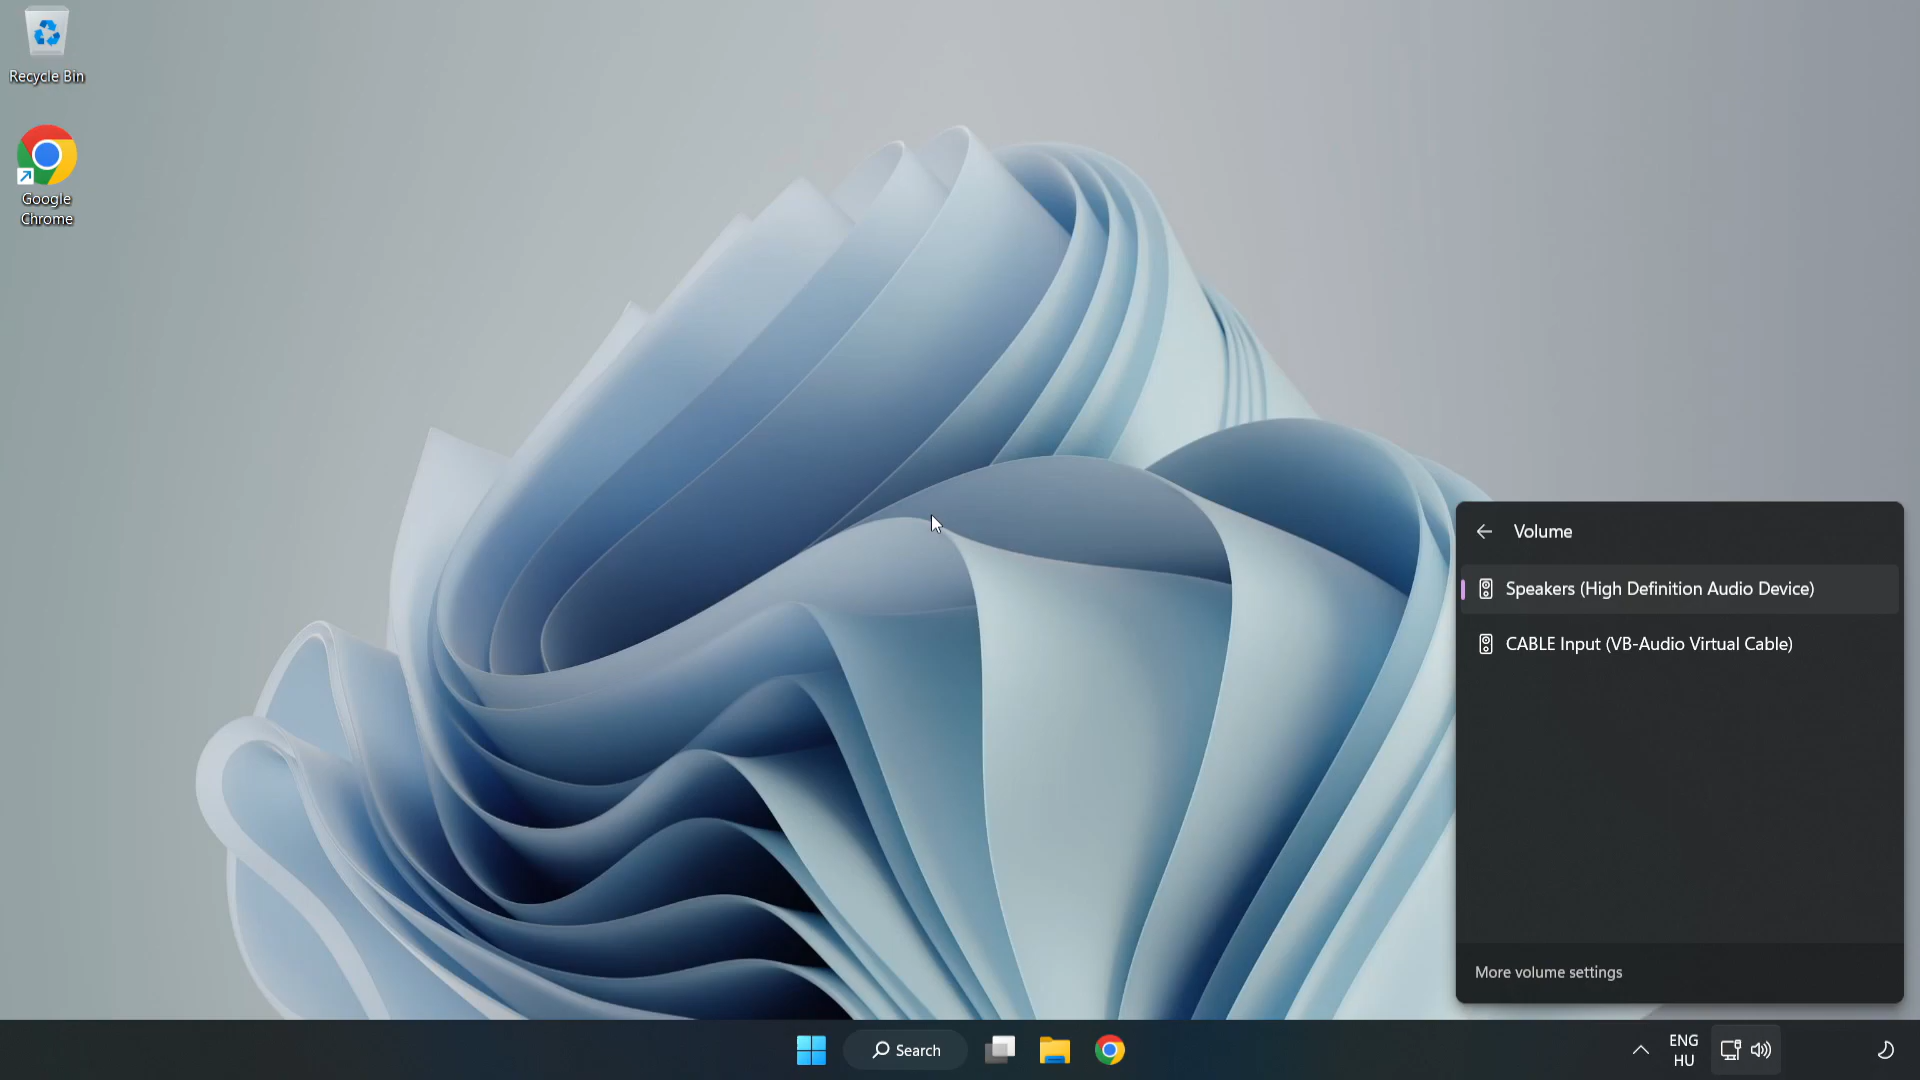 Recycle Bin
Google
Chrome
Volume
Speakers (High Definition Audio Device)
CABLE Input (VB-Audio Virtual Cable)
More volume settings
Search
ENG
HU